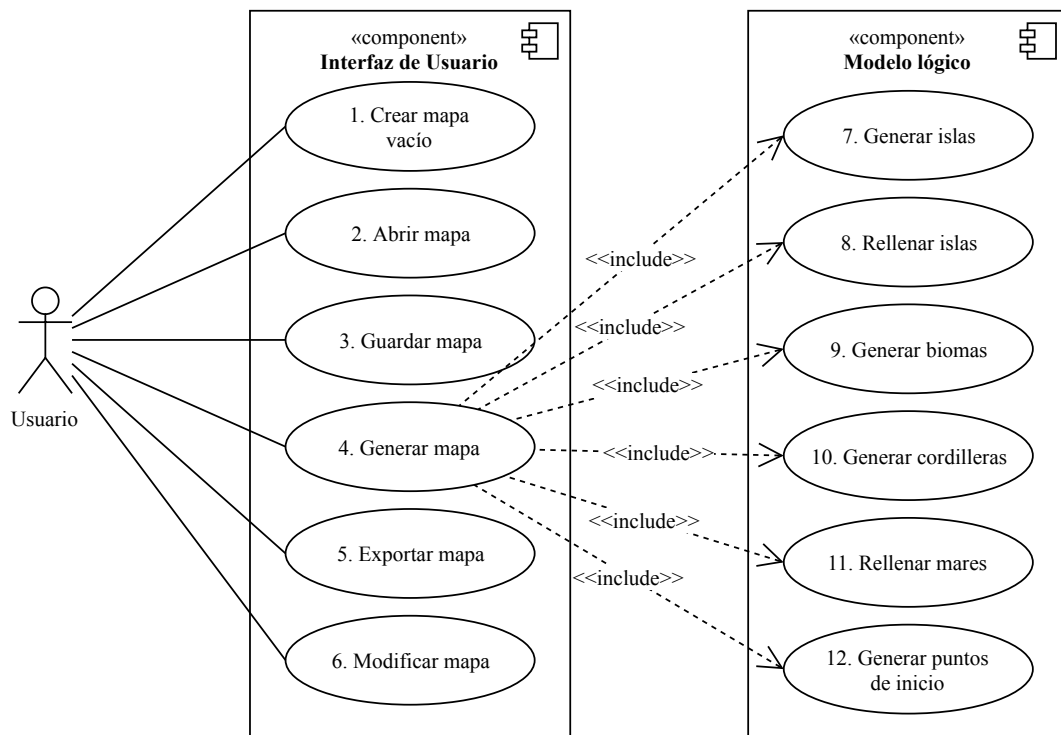 «component»
Interfaz de Usuario
1. Crear mapa
vacío
2. Abrir mapa
3. Guardar mapa
4. Generar mapa
5. Exportar mapa
6. Modificar mapa
Usuario
<<include>>
<<include>>
<<include>>
<<include>>
<<include>>
<<include>>
«component»
Modelo lógico
7. Generar islas
8. Rellenar islas
9. Generar biomas
10. Generar cordilleras
11. Rellenar mares
12. Generar puntos
de inicio